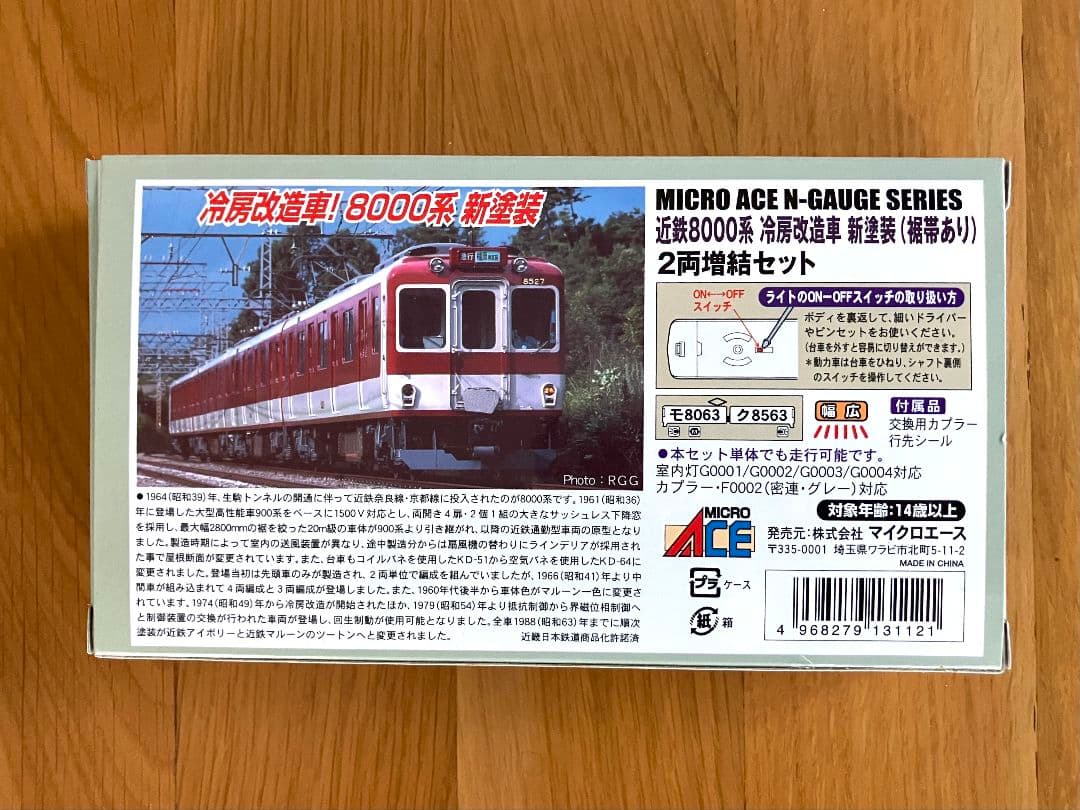 冷房改造車! 8000系 新塗装
急行
8527
Photo:RGG
●1964(昭和39)年、生駒トンネルの開通に伴って近鉄奈良線・京都線に投入されたのが8000系です。1961(昭和36)
年に登場した大型高性能車900系をベースに1500V対応とし、両開き4扉・2個1組の大きなサッシュレス下降窓
を採用し、最大幅2800mmの裾を絞った20m級の車体が900系より引き継がれ、以降の近鉄通勤型車両の原型となり
ました。製造時期によって室内の送風装置が異なり、途中製造分からは扇風機の替わりにラインデリアが採用され
た事で屋根断面が変更されています。また、台車もコイルバネを使用したKD-51から空気バネを使用したKD-64に
変更されました。登場当初は先頭車のみが製造され、2両単位で編成を組んでいましたが、1966(昭和41)年より中
間車が組み込まれて4両編成と3両編成が登場しました。また、1960年代後半から車体色がマルーン一色に変更さ
れています。1974(昭和49)年から冷房改造が開始されたほか、1979(昭和54)年より抵抗制御から界磁位相制御へ
と制御装置の交換が行われた車両が登場し、回生制動が使用可能となりました。全車1988(昭和63)年までに順次
塗装が近鉄アイボリーと近鉄マルーンのツートンへと変更されました。
近畿日本鉄道商品化許諾済
MICRO ACE N-GAUGE SERIES
近鉄8000系 冷房改造車 新塗装(裾帯あり)
2両増結セット
ON←→OFF
スイッチ
ライトのON-OFFスイッチの取り扱い方
ボディを裏返して、細いドライバー
やピンセットをお使いください。
(台車を外すと容易に切り替えができます。)
*動力車は台車をひねり、シャフト裏側
のスイッチを操作してください。
モ8063 ク8563
幅広
付属品
交換用カプラー
行先シール
●本セット単体でも走行可能です。
室内灯G0001/G0002/G0003/G0004対応
カプラー・F0002(密連・グレー)対応
対象年齢:14歳以上
MICRO
ACE
発売元:株式会社 マイクロエース
〒335-0001 埼玉県ワラビ市北町5-11-2
MADE IN CHINA
プラ ケース
紙 箱
4 968279 131121